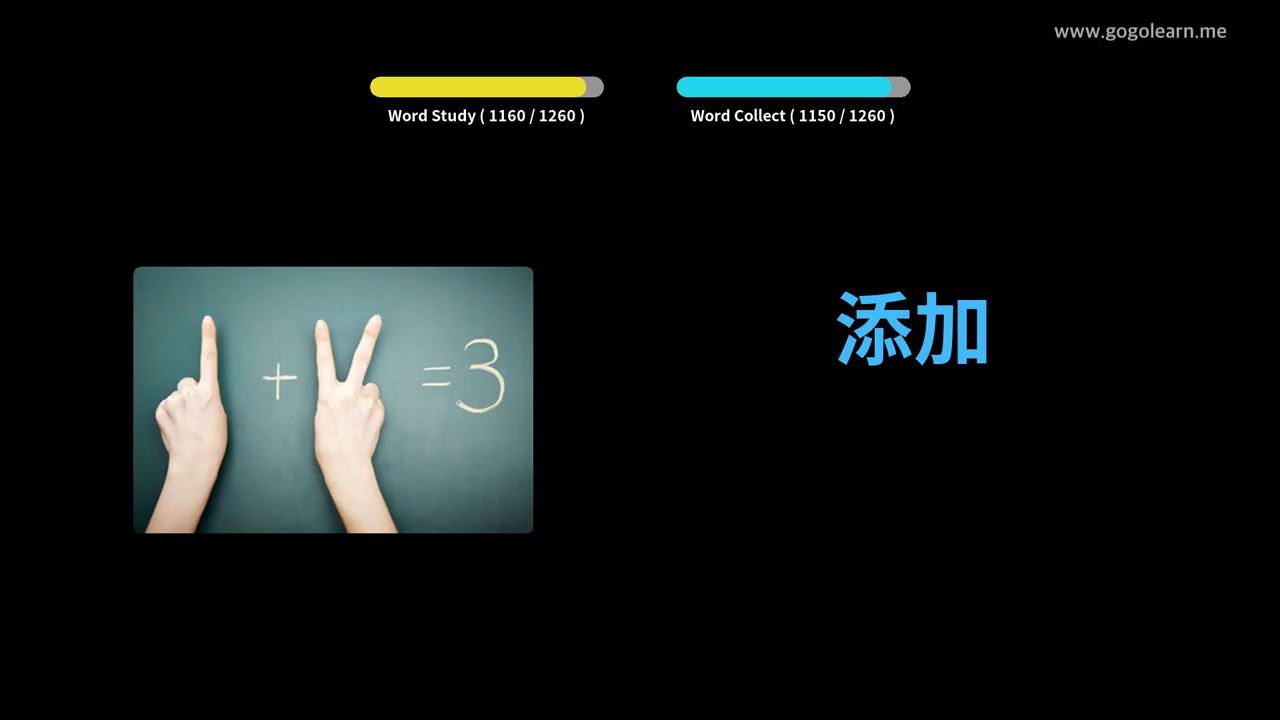 www.gogolearn.me
Word Study ( 1160 / 1260 )
Word Collect ( 1150 / 1260 )
+ =3
添加